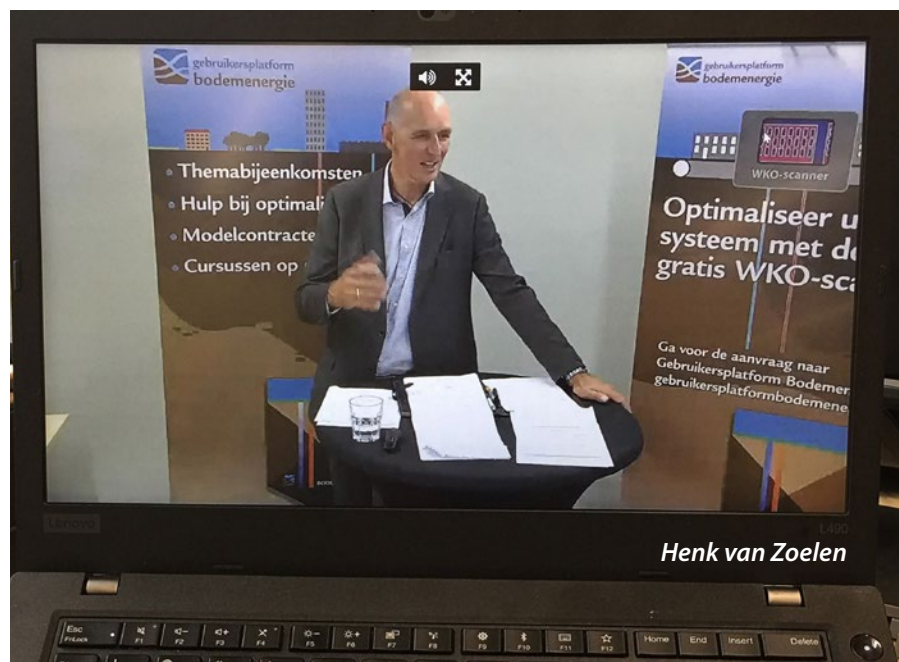 gebruikersplatform
bodemenergie
Themabijeenkomsten
Hulp bij optimali
Modelcontracte
Cursussen op
gebruikersplatform
bodemenergie
WKO-scanner
Optimaliseer u
systeem met de
gratis WKO-sca
Ga voor de aanvraag naar
Gebruikersplatform Bodemer
gebruikersplatformbodemene
Lenovo
L490
Henk van Zoelen
Esc
FnLock
F1
F2
F3
F4
F5
F6
F7
F8
F9
F10
F11
F12
Home
End
Insert
Delete